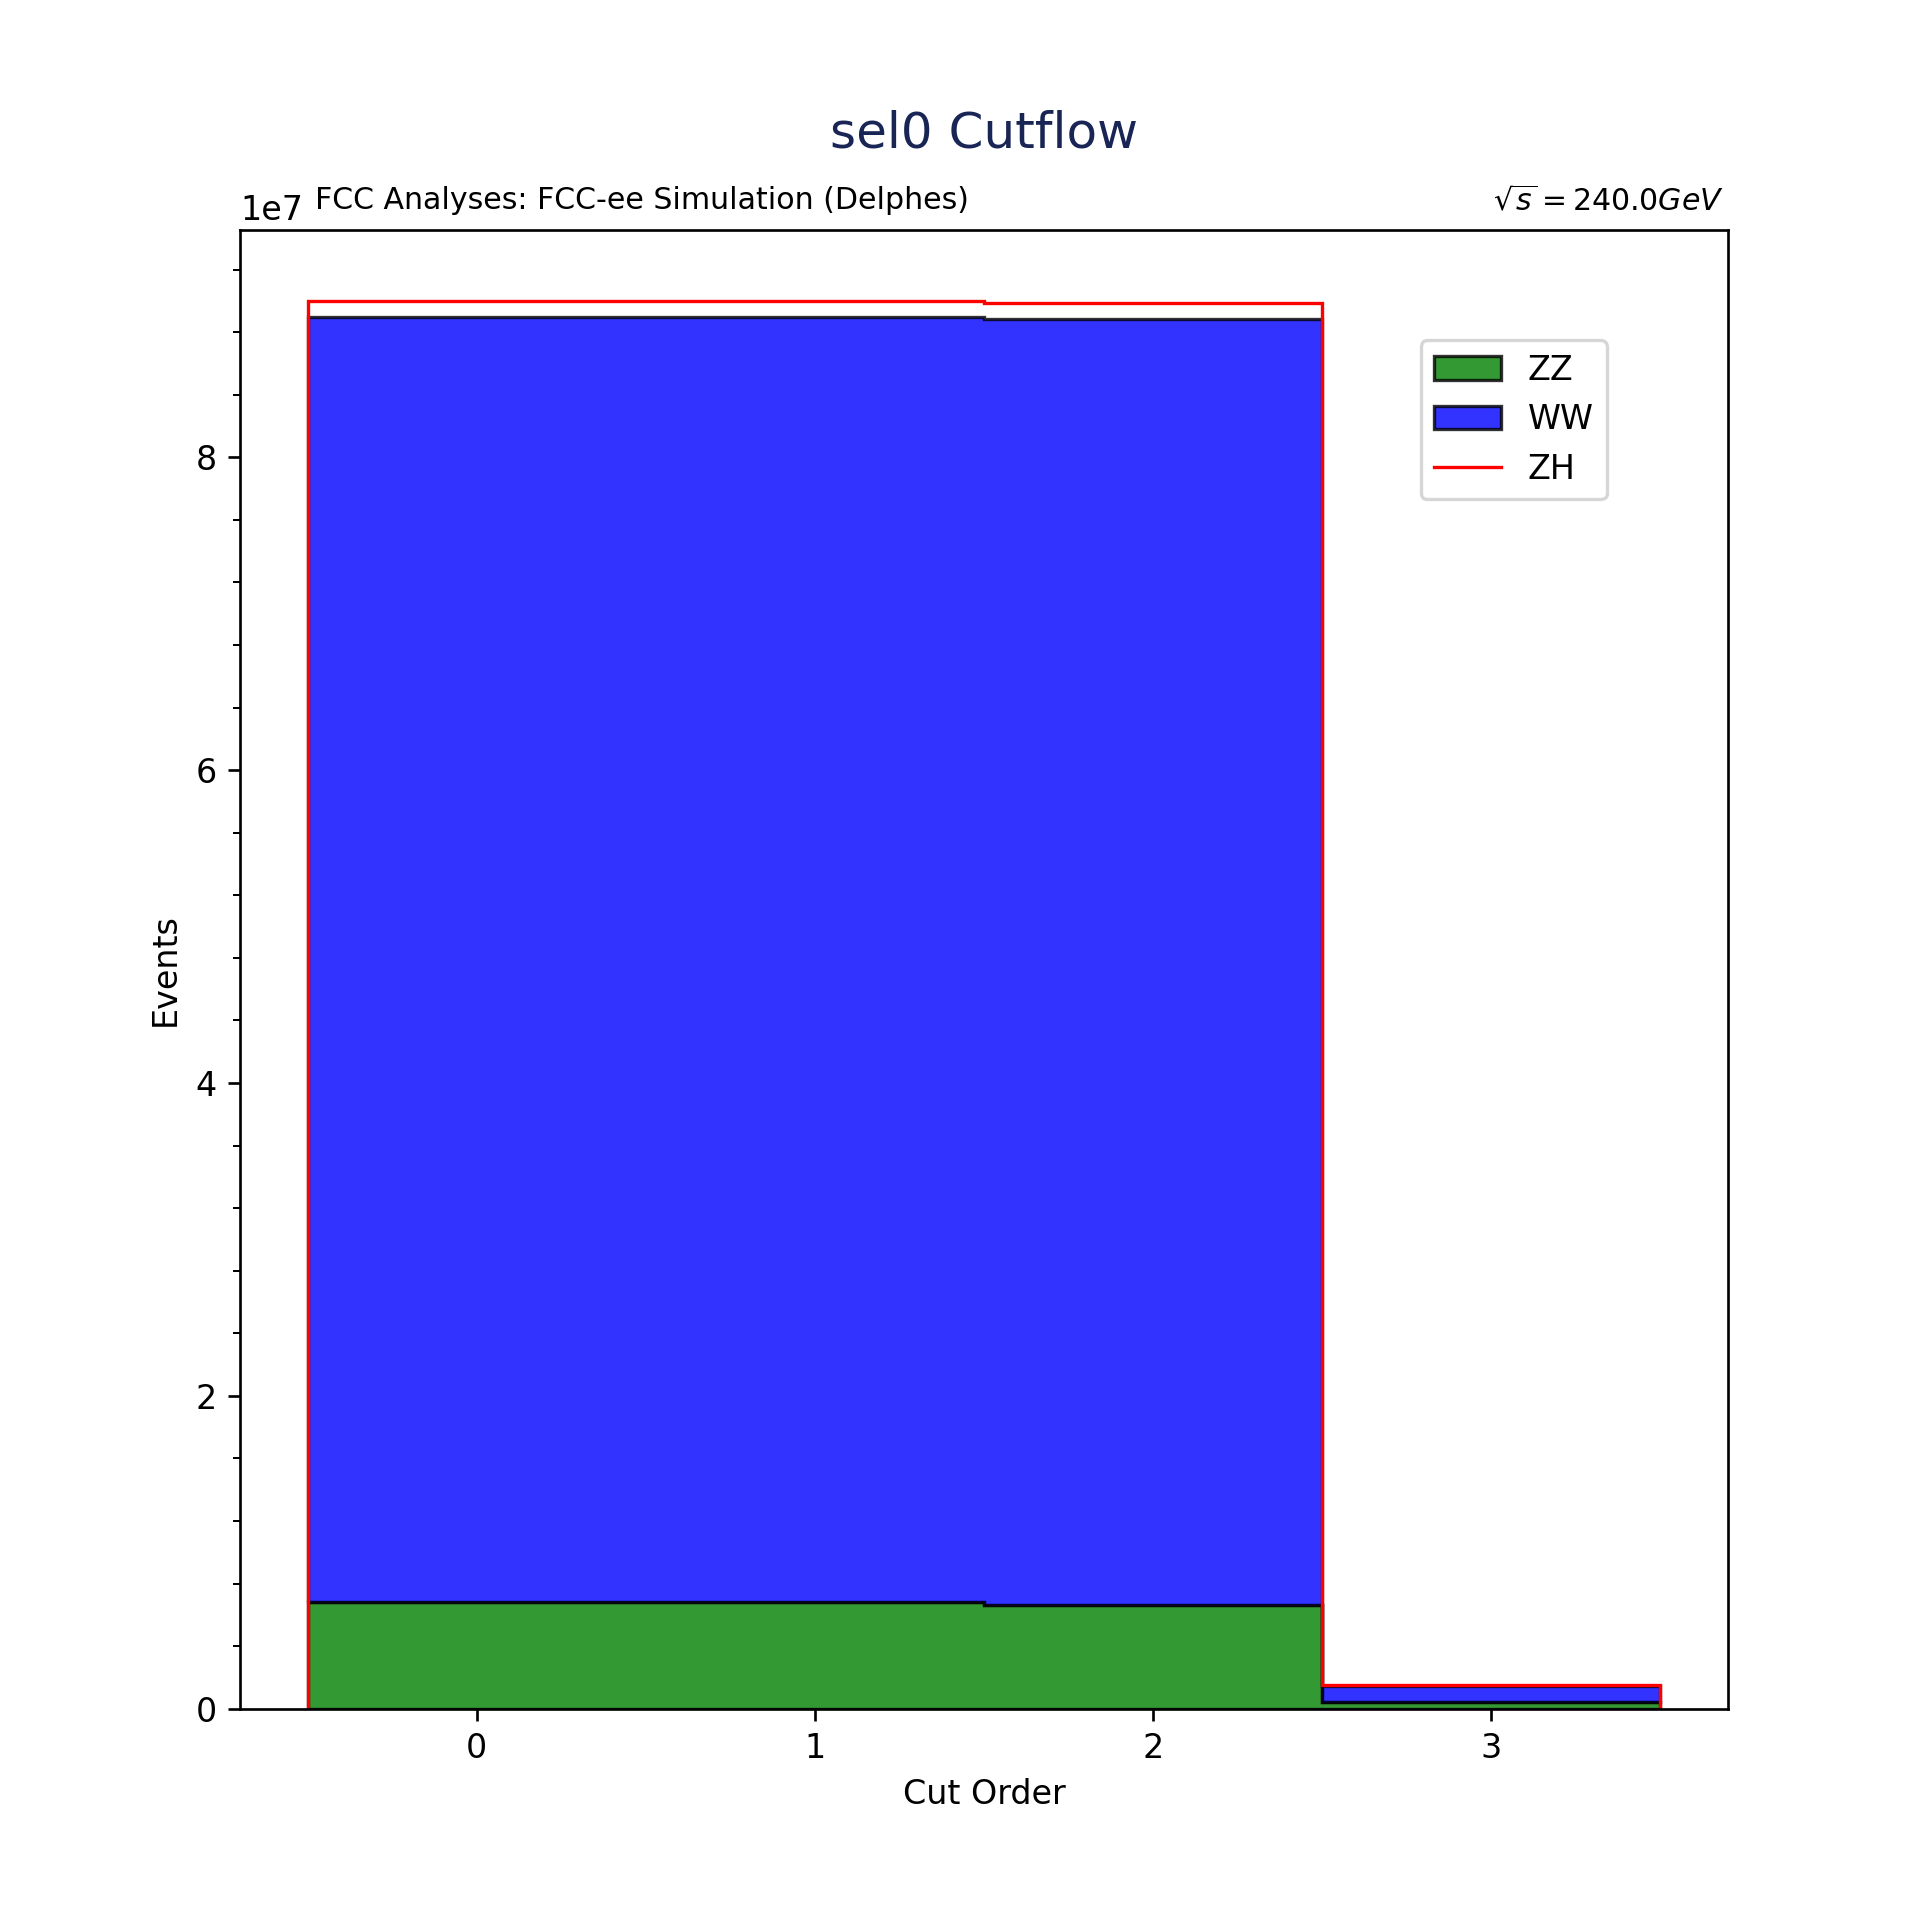 sel0 Cutflow
1e7 FCC Analyses: FCC-ee Simulation (Delphes) √s = 240.0GeV
ZZ
WW
ZH
8
6
4
2
0
Events
0 1 2 3
Cut Order